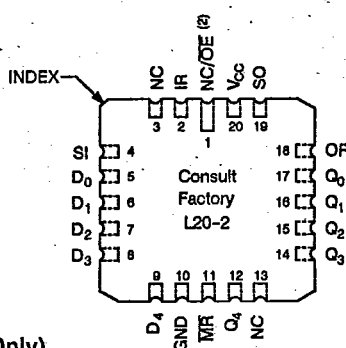 INDEX
NC
IR
NC/O̅E̅ (2)
VCC
SO
3
2
1
20
19
SI 4
D0 5
D1 6
D2 7
D3 8
Consult
Factory
L20-2
18 OR
17 Q0
16 Q1
15 Q2
14 Q3
9
10
11
12
13
D4
GND
M̅R̅
Q4
NC
Only)